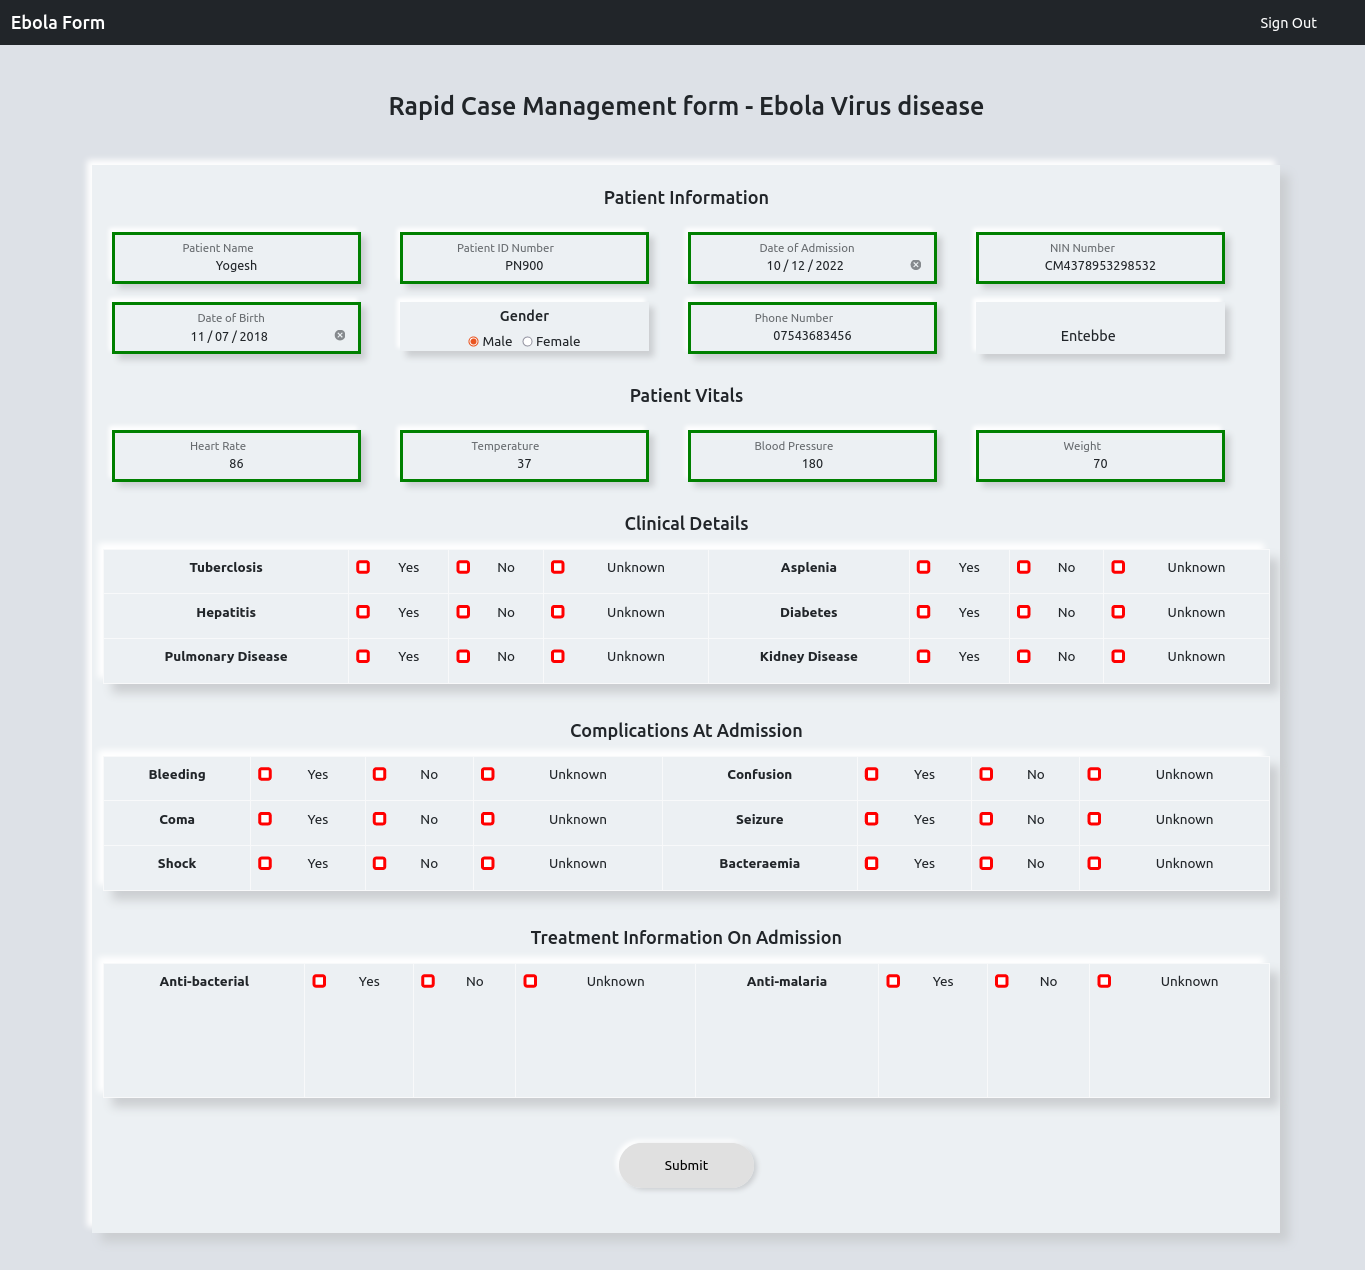 Ebola Form Sign Out
Rapid Case Management form - Ebola Virus disease
Patient Information
Patient Name Patient ID Number Date of Admission NIN Number
Yogesh PN900 10 / 12 / 2022 CM4378953298532
Date of Birth Gender Phone Number
11 / 07 / 2018 Male Female 07543683456 Entebbe
Patient Vitals
Heart Rate Temperature Blood Pressure Weight
86 37 180 70
Clinical Details
Tuberclosis Yes No Unknown Asplenia Yes No Unknown
Hepatitis Yes No Unknown Diabetes Yes No Unknown
Pulmonary Disease Yes No Unknown Kidney Disease Yes No Unknown
Complications At Admission
Bleeding Yes No Unknown Confusion Yes No Unknown
Coma Yes No Unknown Seizure Yes No Unknown
Shock Yes No Unknown Bacteraemia Yes No Unknown
Treatment Information On Admission
Anti-bacterial Yes No Unknown Anti-malaria Yes No Unknown
Submit